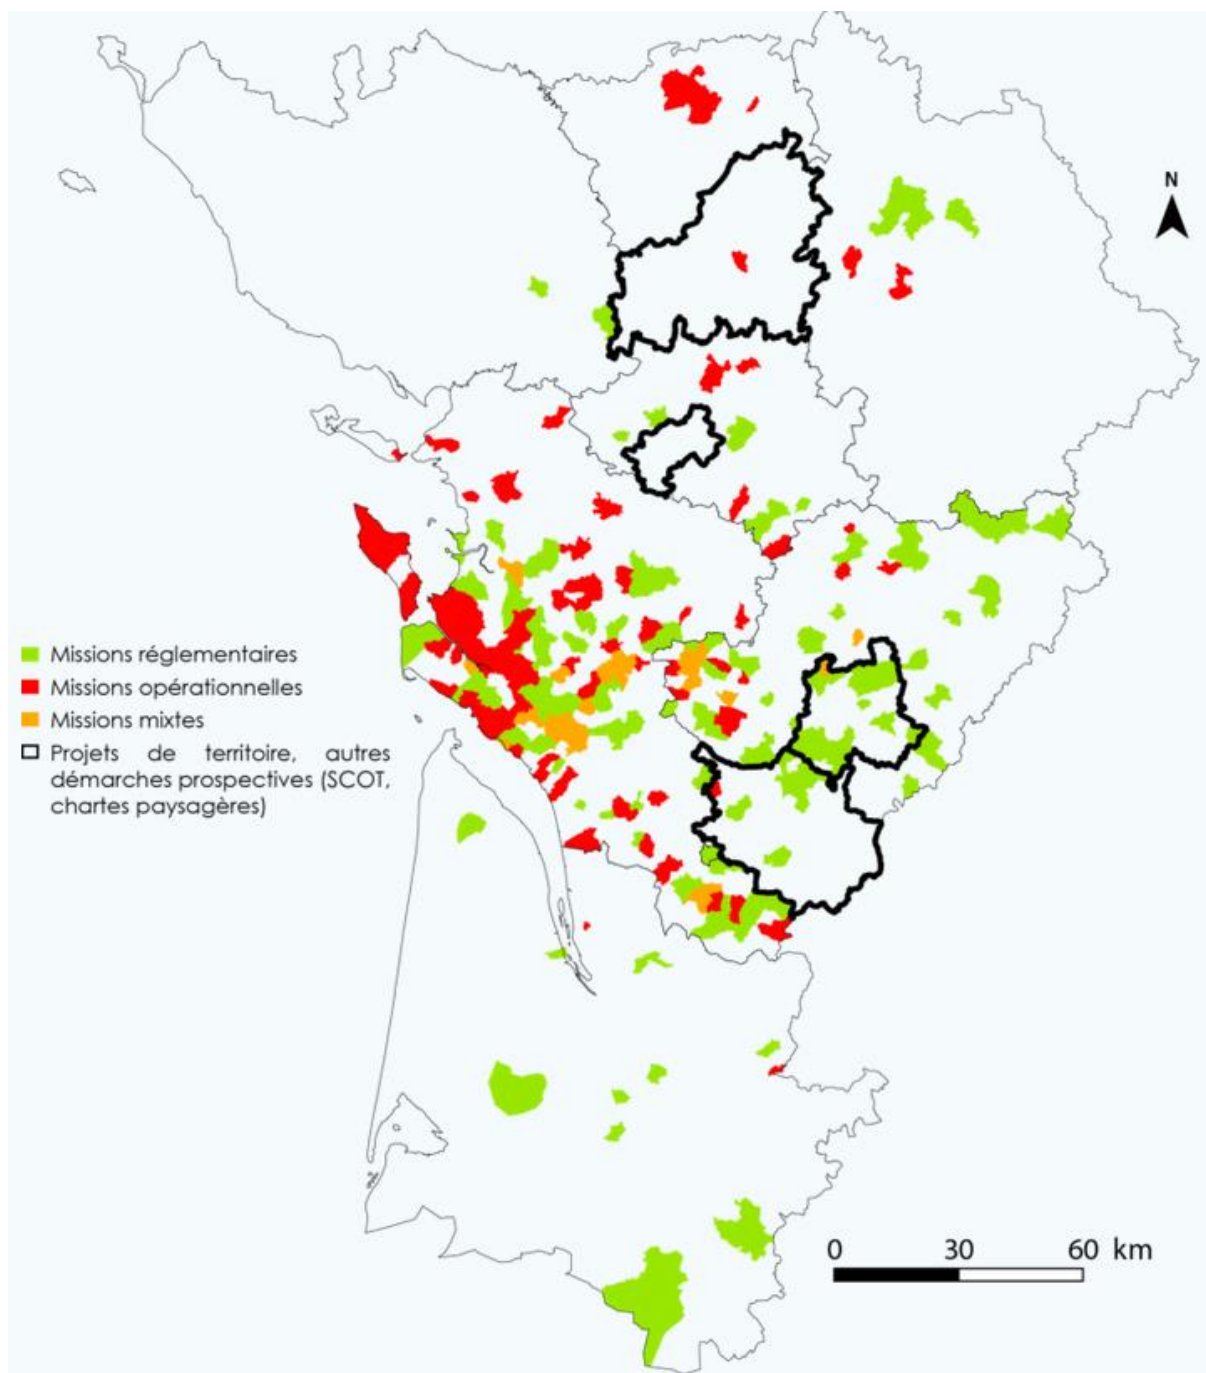 N
Missions réglementaires
Missions opérationnelles
Missions mixtes
Projets de territoire, autres
démarches prospectives (SCOT,
chartes paysagères)
0 30 60 km